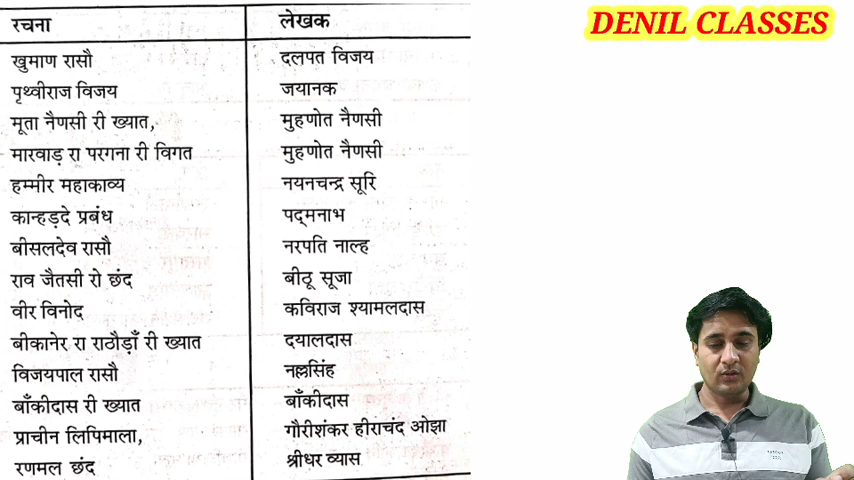 DENIL CLASSES
रचना लेखक
खुमाण रासौ दलपत विजय
पृथ्वीराज विजय जयानक
मूता नैणसी री ख्यात, मुहणोत नैणसी
मारवाड़ रा परगना री विगत मुहणोत नैणसी
हम्मीर महाकाव्य नयनचन्द्र सूरि
कान्हड़दे प्रबंध पद्मनाभ
बीसलदेव रासौ नरपति नाल्ह
राव जैतसी रो छंद बीठू सूजा
वीर विनोद कविराज श्यामलदास
बीकानेर रा राठौड़ाँ री ख्यात दयालदास
विजयपाल रासौ नल्लसिंह
बाँकीदास री ख्यात बाँकीदास
प्राचीन लिपिमाला, गौरीशंकर हीराचंद ओझा
रणमल छंद श्रीधर व्यास